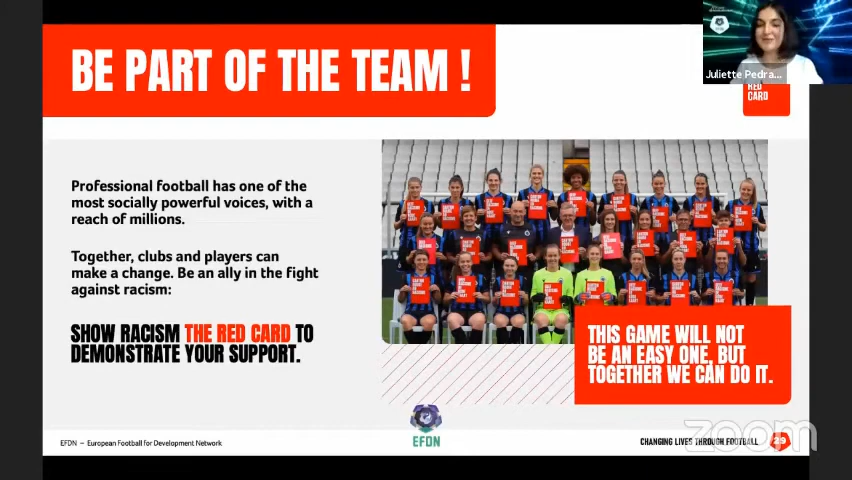 BE PART OF THE TEAM !
Juliette Pedra...
RED
CARD
Professional football has one of the
most socially powerful voices, with a
reach of millions.
Together, clubs and players can
make a change. Be an ally in the fight
against racism:
SHOW RACISM THE RED CARD TO
DEMONSTRATE YOUR SUPPORT.
THIS GAME WILL NOT
BE AN EASY ONE, BUT
TOGETHER WE CAN DO IT.
EFDN
EFDN – European Football for Development Network
CHANGING LIVES THROUGH FOOTBALL
29
zoom